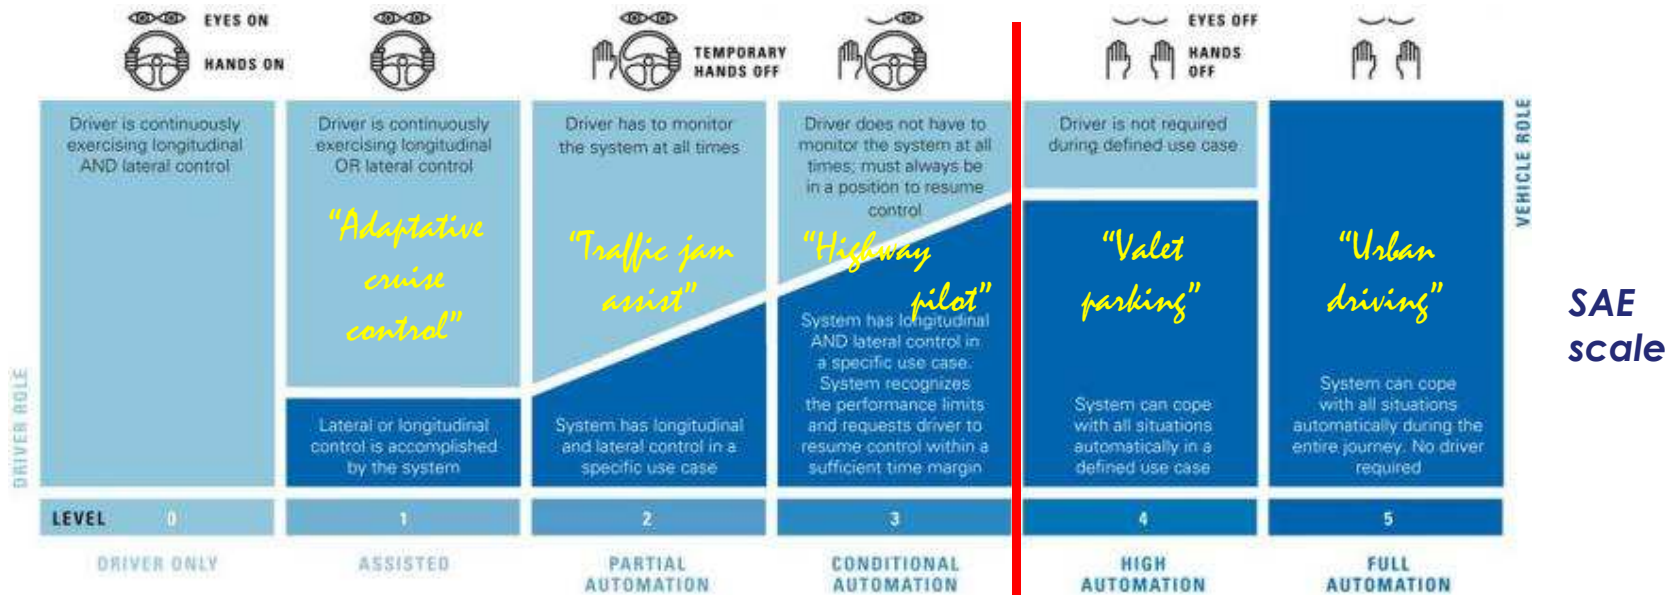 EYES ON
HANDS ON
TEMPORARY
HANDS OFF
EYES OFF
HANDS
OFF
Driver is continuously
exercising longitudinal
AND lateral control
Driver is continuously
exercising longitudinal
OR lateral control
"Adaptative
cruise
control"
Lateral or longitudinal
control is accomplished
by the system
Driver has to monitor
the system at all times
"Traffic jam
assist"
System has longitudinal
and lateral control in a
specific use case
Driver does not have to
monitor the system at all
times; must always be
in a position to resume
control
"Highway
pilot"
System has longitudinal
AND lateral control in
a specific use case.
System recognizes
the performance limits
and requests driver to
resume control within a
sufficient time margin
Driver is not required
during defined use case
"Valet
parking"
System can cope
with all situations
automatically in a
defined use case
"Urban
driving"
System can cope
with all situations
automatically during the
entire journey. No driver
required
DRIVER ROLE
VEHICLE ROLE
SAE
scale
LEVEL 0 1 2 3 4 5
DRIVER ONLY
ASSISTED
PARTIAL
AUTOMATION
CONDITIONAL
AUTOMATION
HIGH
AUTOMATION
FULL
AUTOMATION